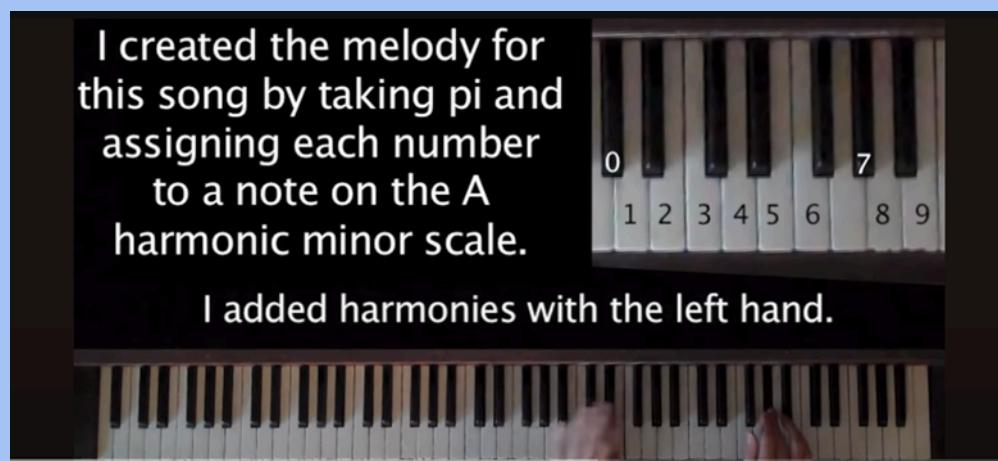 I created the melody for
this song by taking pi and
assigning each number
to a note on the A
harmonic minor scale.
0 7
1 2 3 4 5 6 8 9
I added harmonies with the left hand.